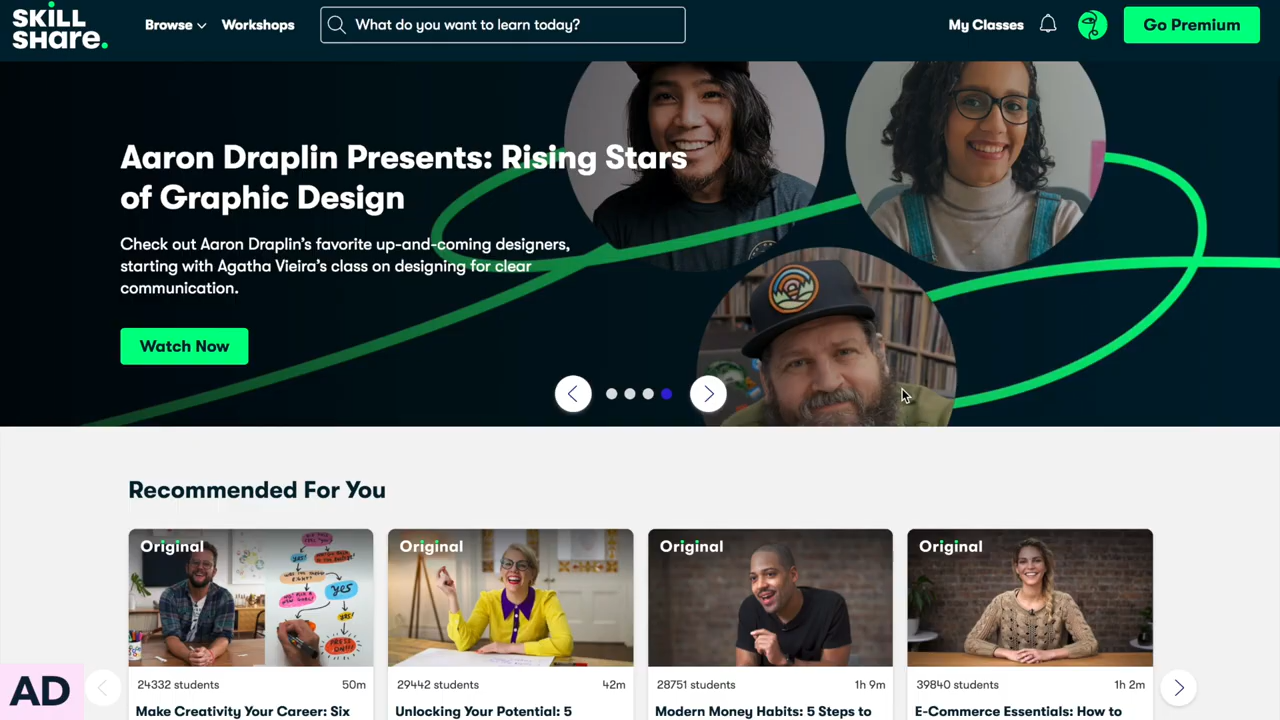 SKILL
SHare.
Browse
Workshops
What do you want to learn today?
My Classes
Go Premium
Aaron Draplin Presents: Rising Stars
of Graphic Design
Check out Aaron Draplin's favorite up-and-coming designers,
starting with Agatha Vieira's class on designing for clear
communication.
Watch Now
Recommended For You
Original
Original
Original
Original
yes
24332 students
50m
29442 students
42m
28751 students
1h 9m
39840 students
1h 2m
Make Creativity Your Career: Six
Unlocking Your Potential: 5
Modern Money Habits: 5 Steps to
E-Commerce Essentials: How to
AD